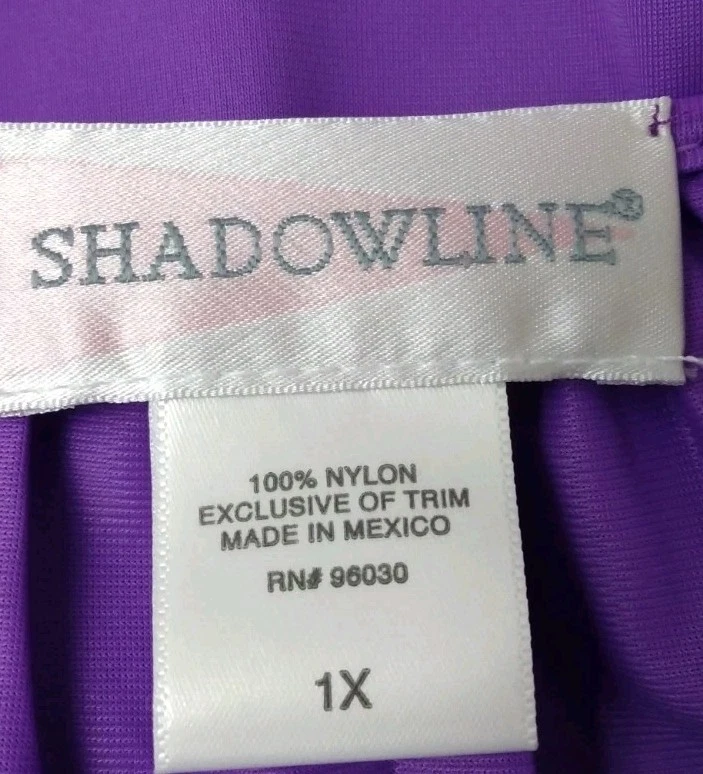 SHADOWLINE®
100% NYLON
EXCLUSIVE OF TRIM
MADE IN MEXICO
RN# 96030
1X